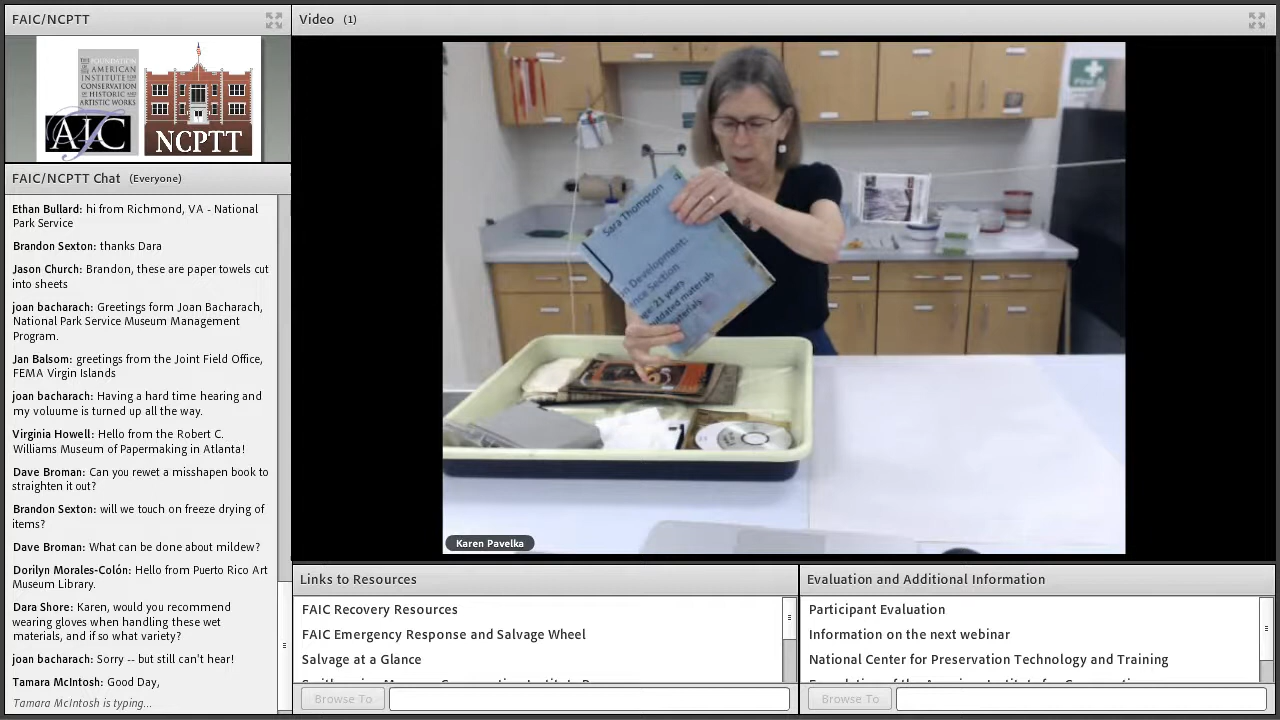 FAIC/NCPTT
THE FOUNDATION
OF THE AMERICAN
INSTITUTE FOR
CONSERVATION
OF HISTORIC AND
ARTISTIC WORKS
AIC
NCPTT
FAIC/NCPTT Chat (Everyone)
Ethan Bullard: hi from Richmond, VA - National
Park Service
Brandon Sexton: thanks Dara
Jason Church: Brandon, these are paper towels cut
into sheets
joan bacharach: Greetings form Joan Bacharach,
National Park Service Museum Management
Program.
Jan Balsom: greetings from the Joint Field Office,
FEMA Virgin Islands
joan bacharach: Having a hard time hearing and
my voluume is turned up all the way.
Virginia Howell: Hello from the Robert C.
Williams Museum of Papermaking in Atlanta!
Dave Broman: Can you rewet a misshapen book to
straighten it out?
Brandon Sexton: will we touch on freeze drying of
items?
Dave Broman: What can be done about mildew?
Dorilyn Morales-Colón: Hello from Puerto Rico Art
Museum Library.
Dara Shore: Karen, would you recommend
wearing gloves when handling these wet
materials, and if so what variety?
joan bacharach: Sorry -- but still can't hear!
Tamara McIntosh: Good Day,
Tamara McIntosh is typing...
Video (1)
Sara Thompson
Development:
Section
21 years
outdated materials
materials
Karen Pavelka
Links to Resources
FAIC Recovery Resources
FAIC Emergency Response and Salvage Wheel
Salvage at a Glance
Browse To
Evaluation and Additional Information
Participant Evaluation
Information on the next webinar
National Center for Preservation Technology and Training
Browse To